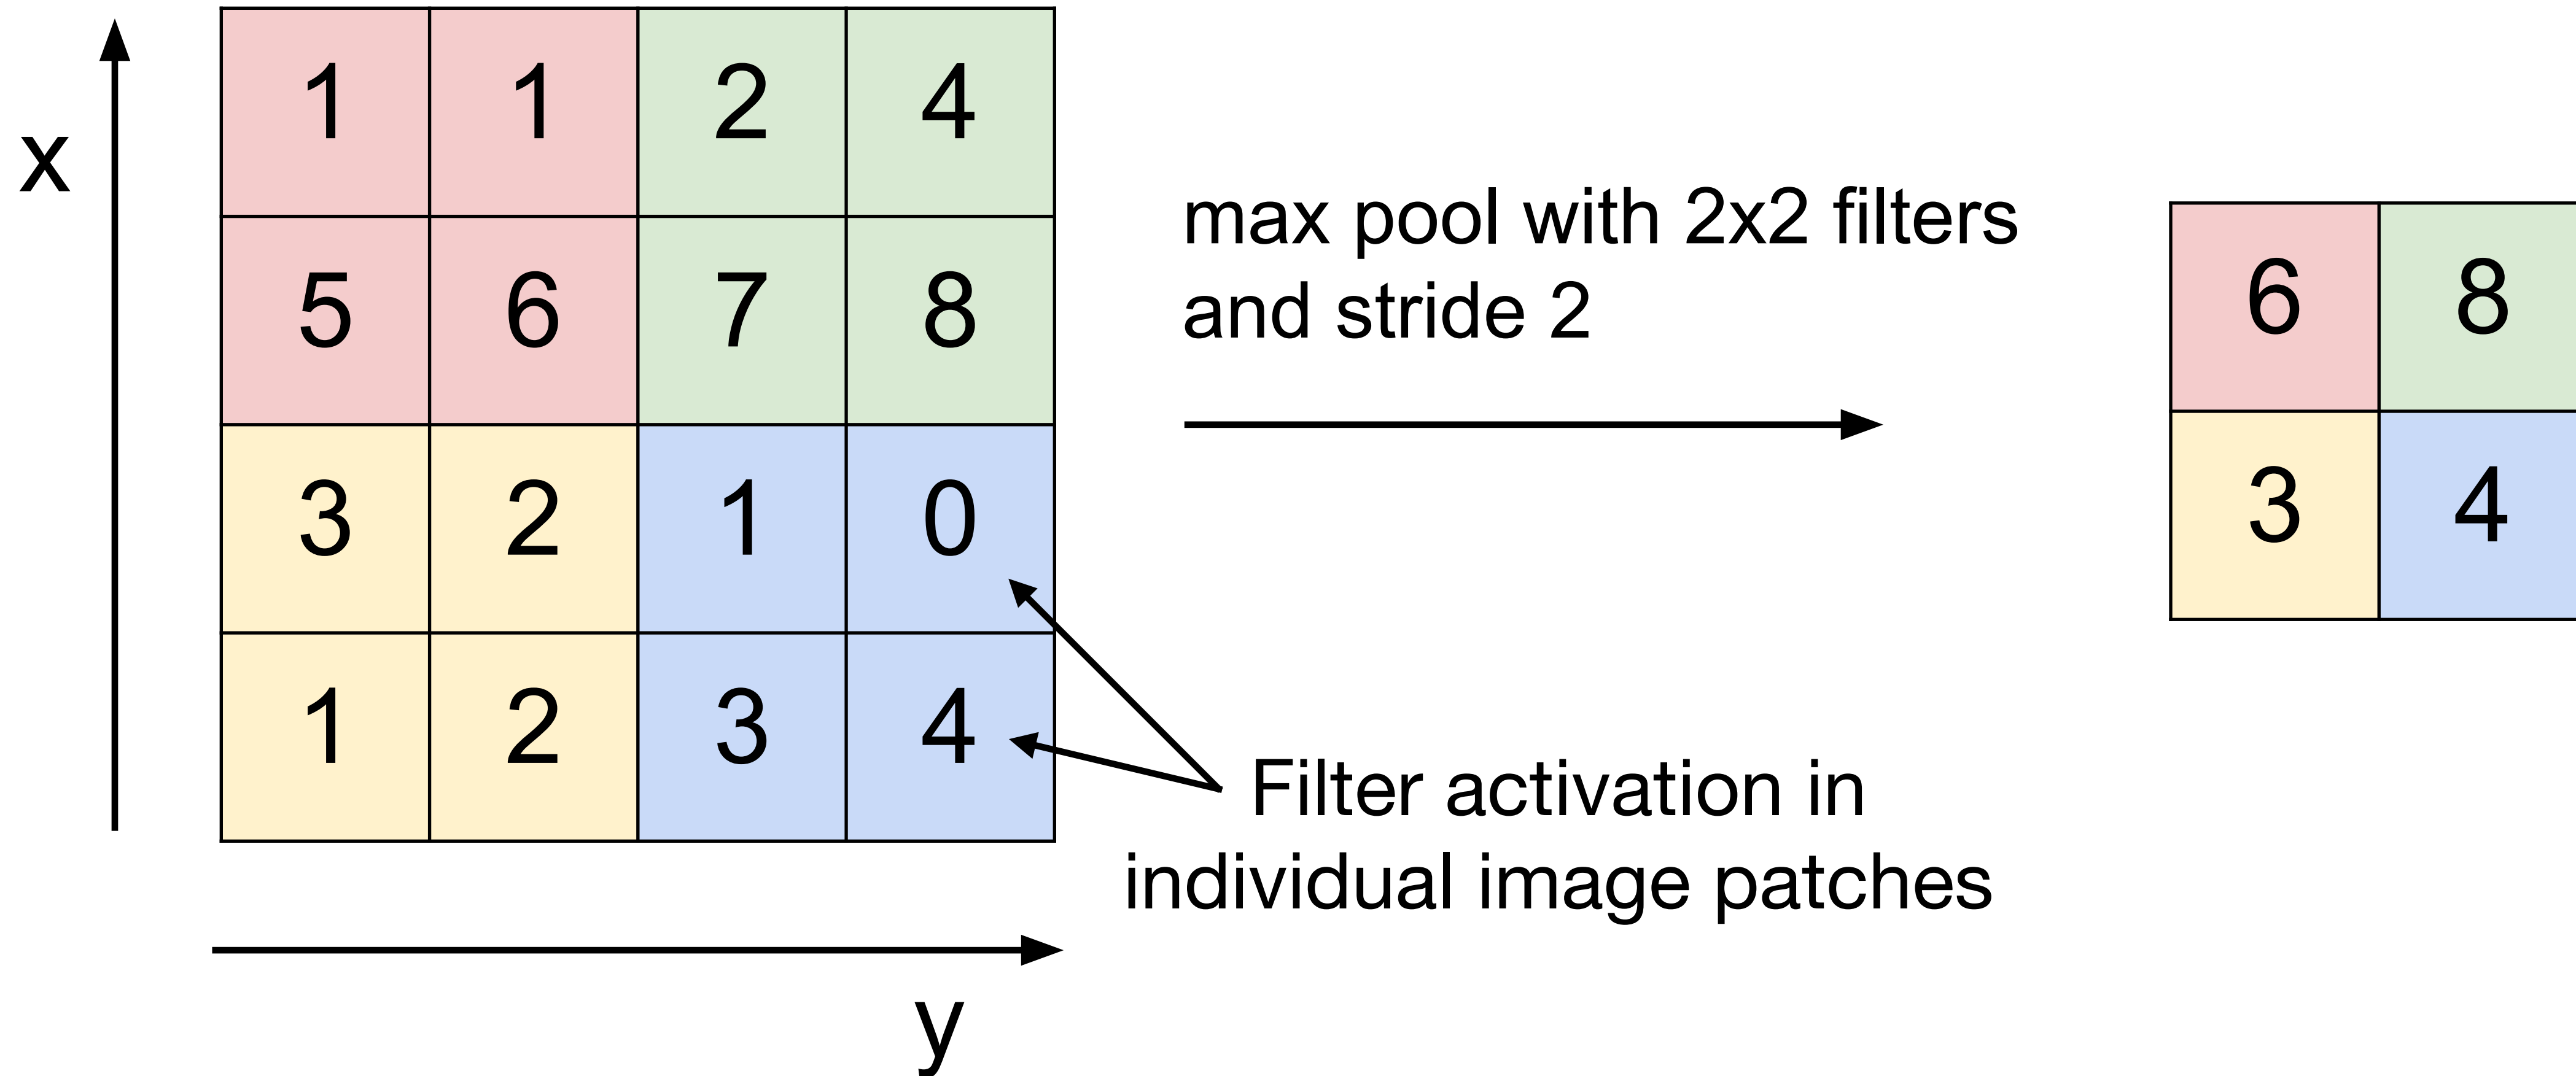 x
1 1 2 4
5 6 7 8
3 2 1 0
1 2 3 4
y
max pool with 2x2 filters
and stride 2
Filter activation in
individual image patches
6 8
3 4